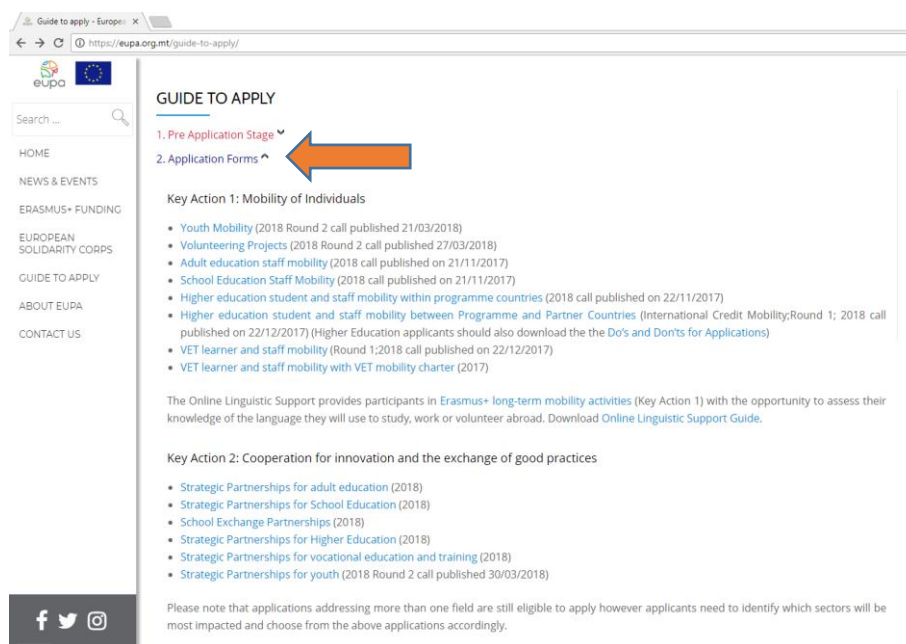 Guide to apply - Europea
https://eupa.org.mt/guide-to-apply/
eupa
Search ...
HOME
NEWS & EVENTS
ERASMUS+ FUNDING
EUROPEAN
SOLIDARITY CORPS
GUIDE TO APPLY
ABOUT EUPA
CONTACT US
GUIDE TO APPLY
1. Pre Application Stage
2. Application Forms
Key Action 1: Mobility of Individuals
• Youth Mobility (2018 Round 2 call published 21/03/2018)
• Volunteering Projects (2018 Round 2 call published 27/03/2018)
• Adult education staff mobility (2018 call published on 21/11/2017)
• School Education Staff Mobility (2018 call published on 21/11/2017)
• Higher education student and staff mobility within programme countries (2018 call published on 22/11/2017)
• Higher education student and staff mobility between Programme and Partner Countries (International Credit Mobility;Round 1; 2018 call
published on 22/12/2017) (Higher Education applicants should also download the the Do's and Don'ts for Applications)
• VET learner and staff mobility (Round 1;2018 call published on 22/12/2017)
• VET learner and staff mobility with VET mobility charter (2017)
The Online Linguistic Support provides participants in Erasmus+ long-term mobility activities (Key Action 1) with the opportunity to assess their
knowledge of the language they will use to study, work or volunteer abroad. Download Online Linguistic Support Guide.
Key Action 2: Cooperation for innovation and the exchange of good practices
• Strategic Partnerships for adult education (2018)
• Strategic Partnerships for School Education (2018)
• School Exchange Partnerships (2018)
• Strategic Partnerships for Higher Education (2018)
• Strategic Partnerships for vocational education and training (2018)
• Strategic Partnerships for youth (2018 Round 2 call published 30/03/2018)
Please note that applications addressing more than one field are still eligible to apply however applicants need to identify which sectors will be
most impacted and choose from the above applications accordingly.